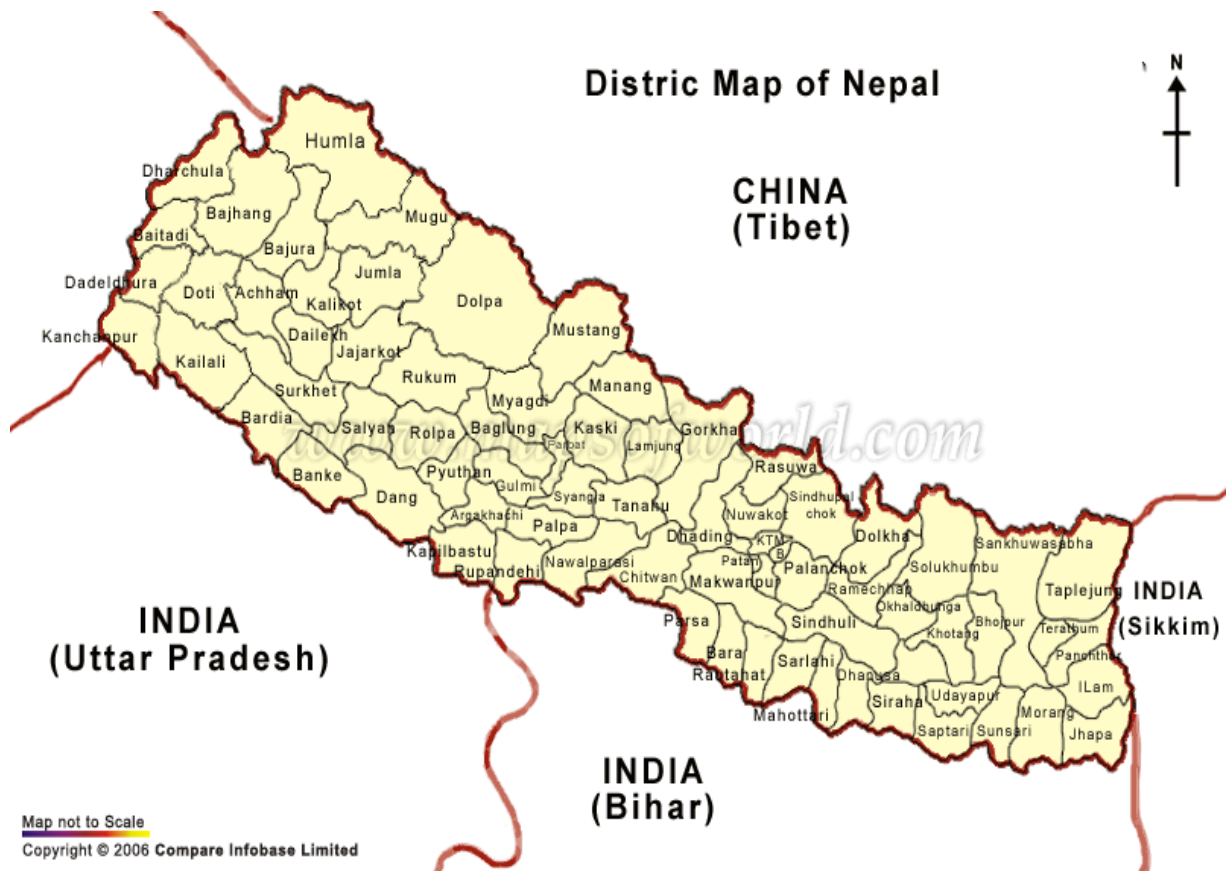 Distric Map of Nepal
N
CHINA
(Tibet)
Humla
Dharchula
Bajhang
Mugu
Baitadi
Bajura
Jumla
Dadeldhura
Doti
Achham
Kalikot
Dolpa
Mustang
Kanchanpur
Dailekh
Jajarkot
Kailali
Rukum
Manang
Surkhet
Myagdi
Bardia
Salyan
Rolpa
Baglung
Parbat
Kaski
Lamjung
Gorkha
www.mapsofworld.com
Banke
Dang
Pyuthan
Gulmi
Syangja
Tanahu
Rasuwa
Sindhupal
chok
Nuwakot
Argakhachi
Palpa
Dhading
KTM
B
Patan
Dolkha
Sankhuwasabha
Kapilbastu
Rupandehi
Nawalparasi
Chitwan
Makwanpur
Palanchok
Ramechhap
Solukhumbu
Taplejung
INDIA
(Sikkim)
Okhaldhunga
Parsa
Sindhuli
Khotang
Bhojpur
Terathum
Panchthar
INDIA
(Uttar Pradesh)
Bara
Rautahat
Sarlahi
Dhanusa
Siraha
Udayapur
ILam
Mahottari
Saptari
Sunsari
Morang
Jhapa
INDIA
(Bihar)
Map not to Scale
Copyright © 2006 Compare Infobase Limited